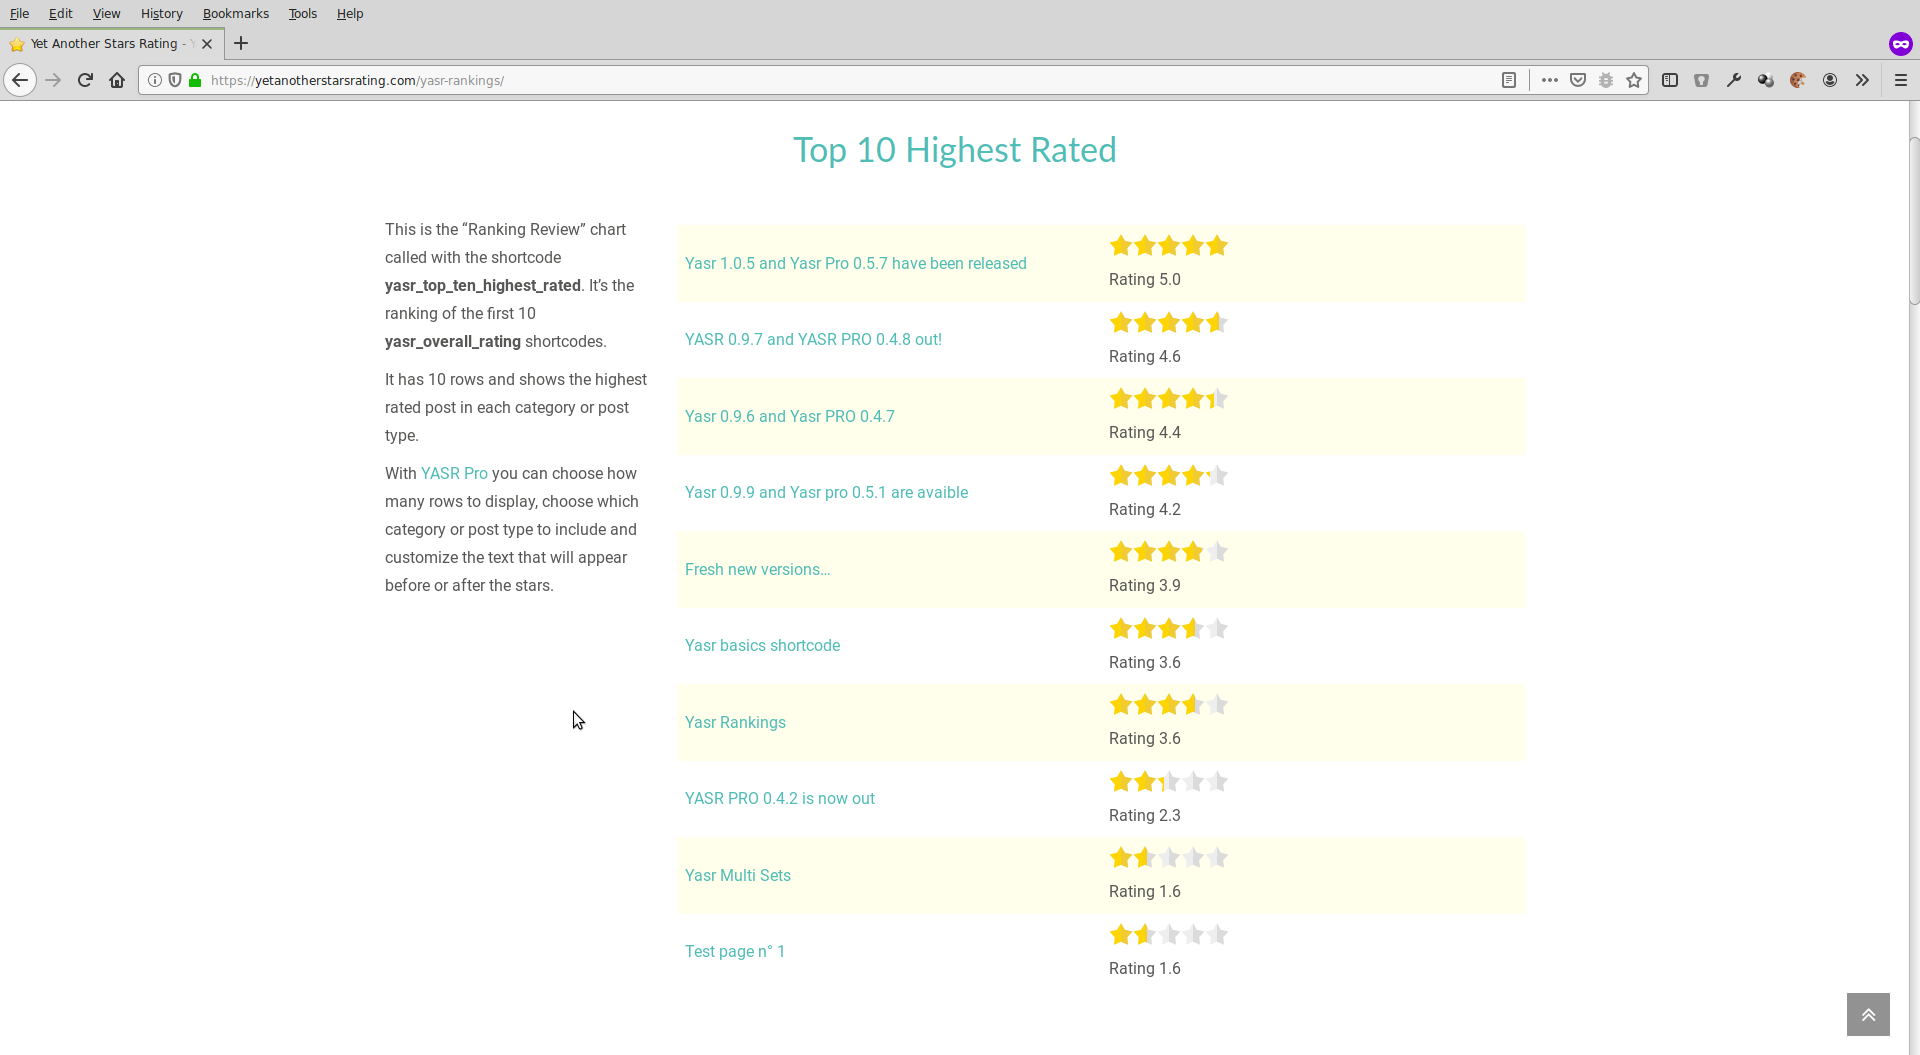 File Edit View History Bookmarks Tools Help
Yet Another Stars Rating -
https://yetanotherstarsrating.com/yasr-rankings/
Top 10 Highest Rated
This is the “Ranking Review” chart
called with the shortcode
yasr_top_ten_highest_rated. It’s the
ranking of the first 10
yasr_overall_rating shortcodes.
It has 10 rows and shows the highest
rated post in each category or post
type.
With YASR Pro you can choose how
many rows to display, choose which
category or post type to include and
customize the text that will appear
before or after the stars.
Yasr 1.0.5 and Yasr Pro 0.5.7 have been released
Rating 5.0
YASR 0.9.7 and YASR PRO 0.4.8 out!
Rating 4.6
Yasr 0.9.6 and Yasr PRO 0.4.7
Rating 4.4
Yasr 0.9.9 and Yasr pro 0.5.1 are avaible
Rating 4.2
Fresh new versions…
Rating 3.9
Yasr basics shortcode
Rating 3.6
Yasr Rankings
Rating 3.6
YASR PRO 0.4.2 is now out
Rating 2.3
Yasr Multi Sets
Rating 1.6
Test page n° 1
Rating 1.6